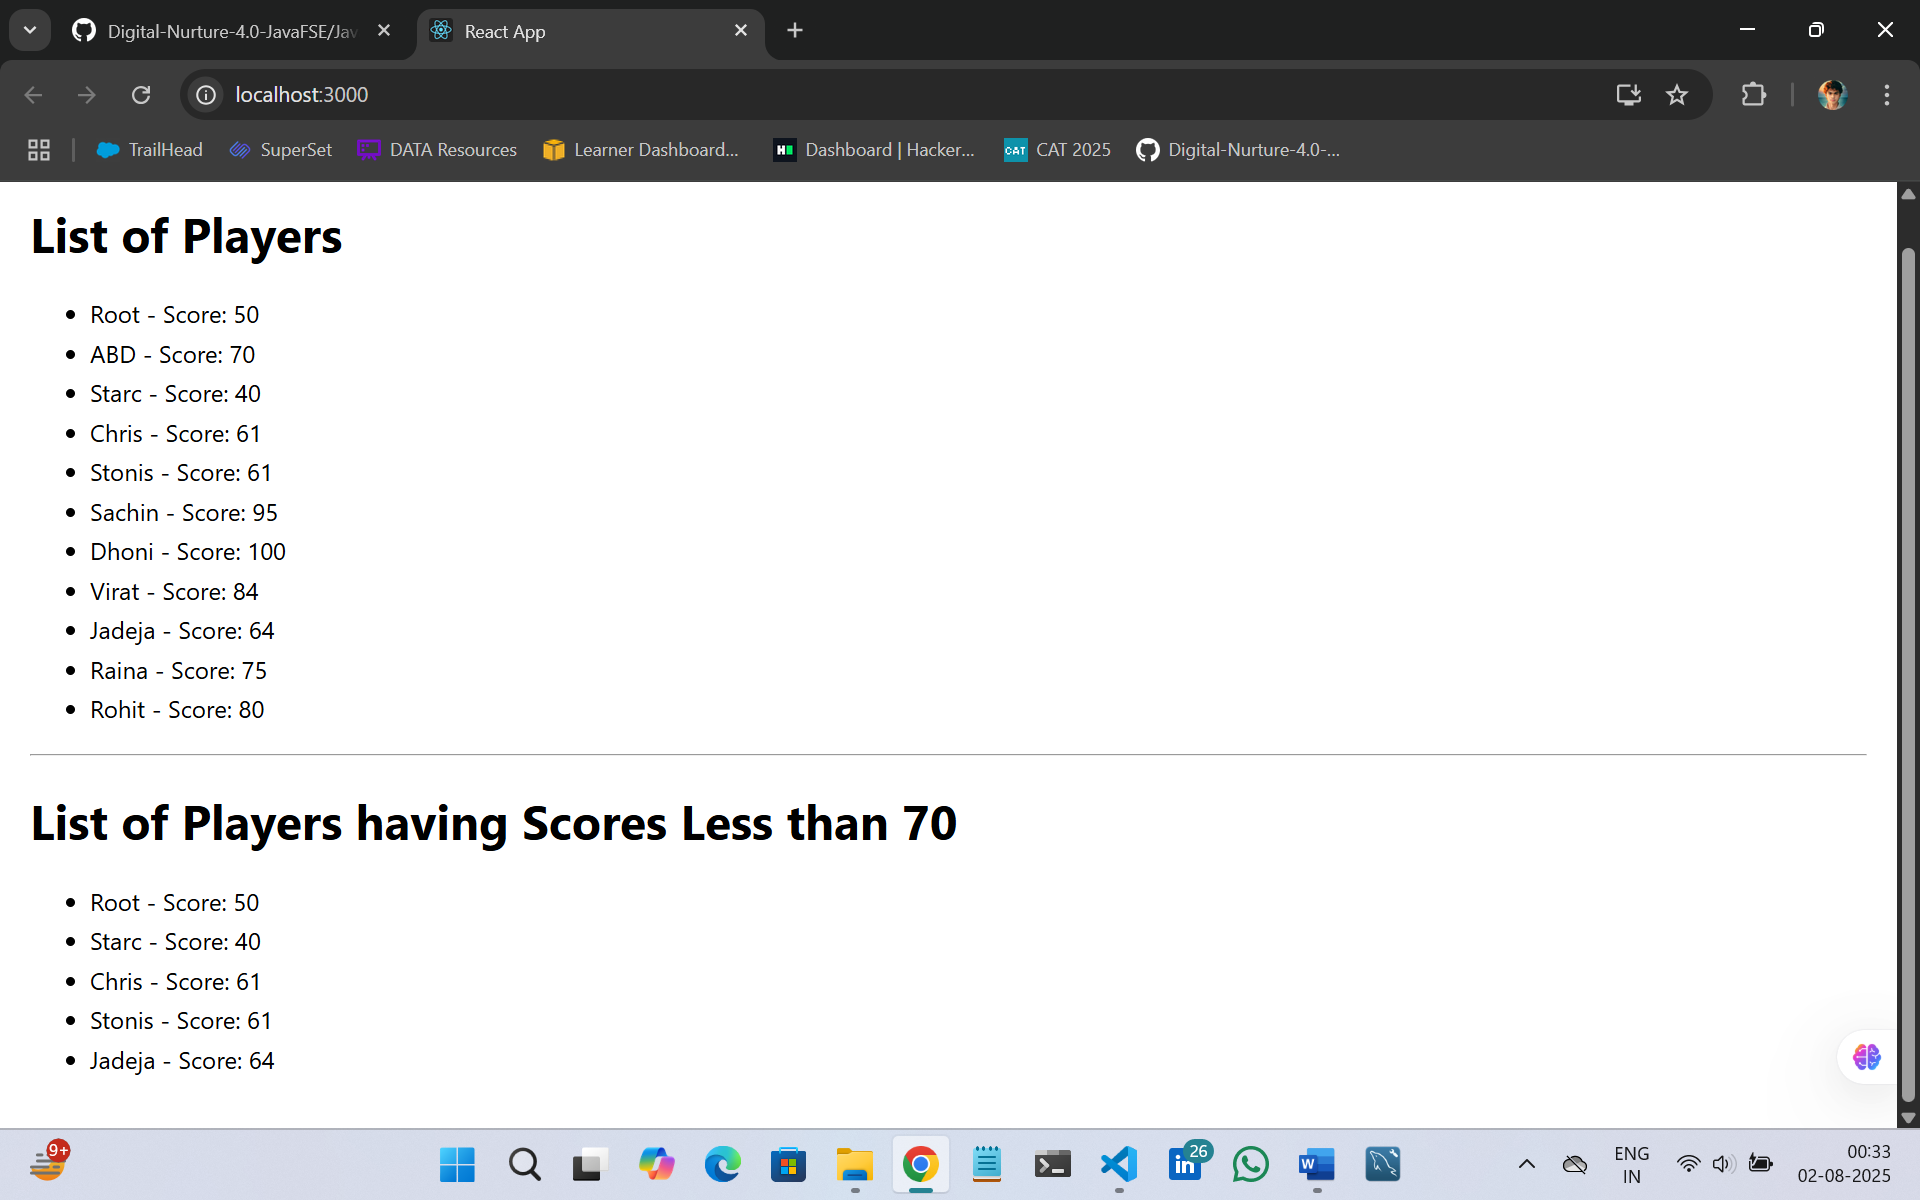 Digital-Nurture-4.0-JavaFSE/Jav
React App
localhost:3000
TrailHead
SuperSet
DATA Resources
Learner Dashboard...
H
Dashboard | Hacker...
CAT
CAT 2025
Digital-Nurture-4.0-...
List of Players
Root - Score: 50
ABD - Score: 70
Starc - Score: 40
Chris - Score: 61
Stonis - Score: 61
Sachin - Score: 95
Dhoni - Score: 100
Virat - Score: 84
Jadeja - Score: 64
Raina - Score: 75
Rohit - Score: 80
List of Players having Scores Less than 70
Root - Score: 50
Starc - Score: 40
Chris - Score: 61
Stonis - Score: 61
Jadeja - Score: 64
9+
in
26
W
ENG
IN
00:33
02-08-2025